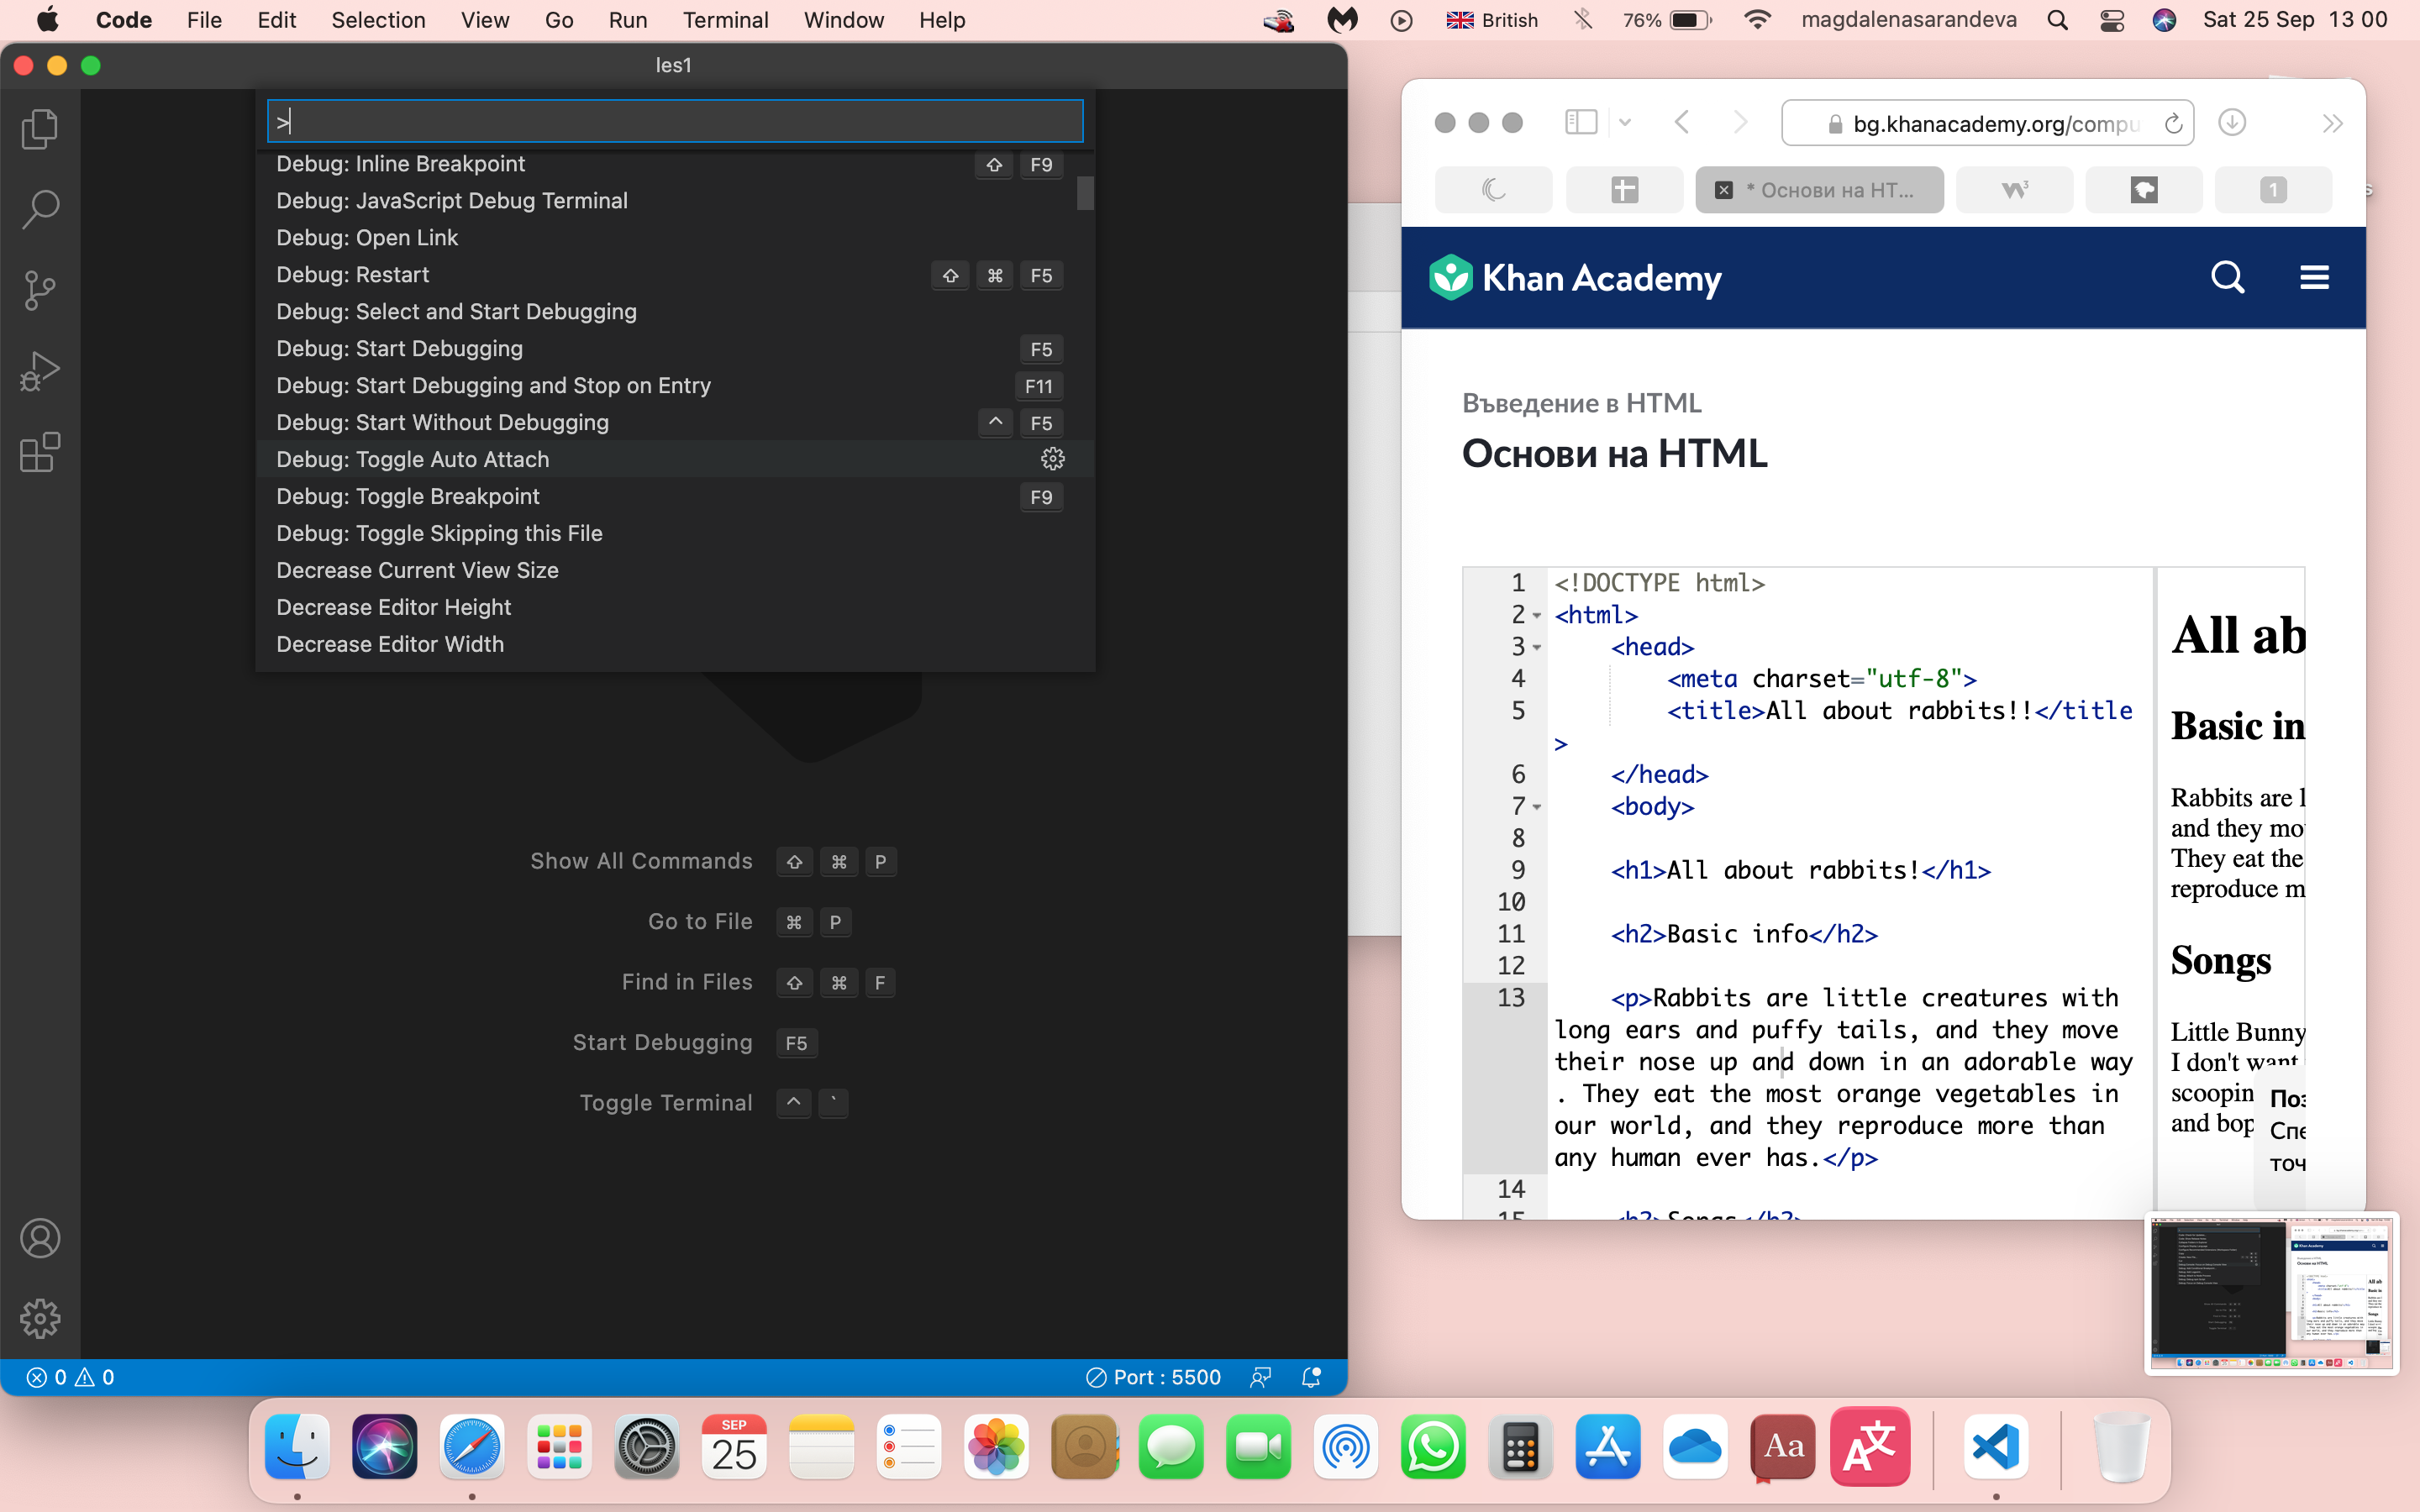 Code File Edit Selection View Go Run Terminal Window Help
British 76% magdalenasarandeva Sat 25 Sep 13 00
les1
>
Debug: Inline Breakpoint ⇧ F9
Debug: JavaScript Debug Terminal
Debug: Open Link
Debug: Restart ⇧ ⌘ F5
Debug: Select and Start Debugging
Debug: Start Debugging F5
Debug: Start Debugging and Stop on Entry F11
Debug: Start Without Debugging ^ F5
Debug: Toggle Auto Attach
Debug: Toggle Breakpoint F9
Debug: Toggle Skipping this File
Decrease Current View Size
Decrease Editor Height
Decrease Editor Width
Show All Commands ⇧ ⌘ P
Go to File ⌘ P
Find in Files ⇧ ⌘ F
Start Debugging F5
Toggle Terminal ^ `
0 0 Port : 5500
bg.khanacademy.org/compu
* Основи на HT... 1
Khan Academy
Въведение в HTML
Основи на HTML
1 <!DOCTYPE html>
2 <html>
3 <head>
4 <meta charset="utf-8">
5 <title>All about rabbits!!</title
>
6 </head>
7 <body>
8
9 <h1>All about rabbits!</h1>
10
11 <h2>Basic info</h2>
12
13 <p>Rabbits are little creatures with
long ears and puffy tails, and they move
their nose up and down in an adorable way
. They eat the most orange vegetables in
our world, and they reproduce more than
any human ever has.</p>
14
15 <h2>Songs</h2>
All ab
Basic in
Rabbits are l
and they mo
They eat the
reproduce m
Songs
Little Bunny
I don't want
scoopin
and bop
Поз
Спе
точ
SEP
25
Aa